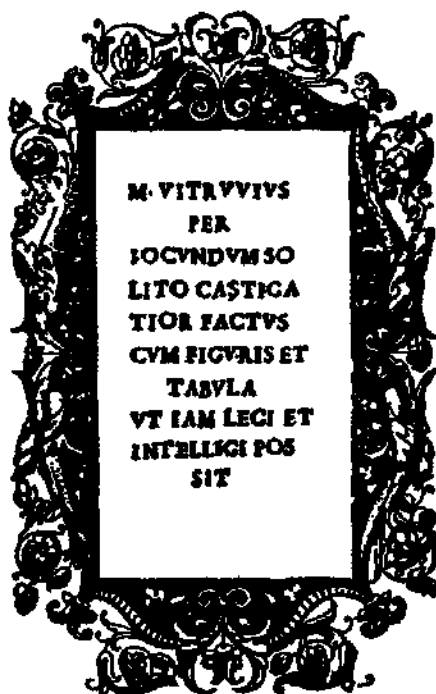 M· VITRVVIVS
PER
IOCVNDVM SO
LITO CASTIGA
TIOR FACTVS
CVM FIGVRIS ET
TABVLA
VT IAM LEGI ET
INTELLIGI POS
SIT